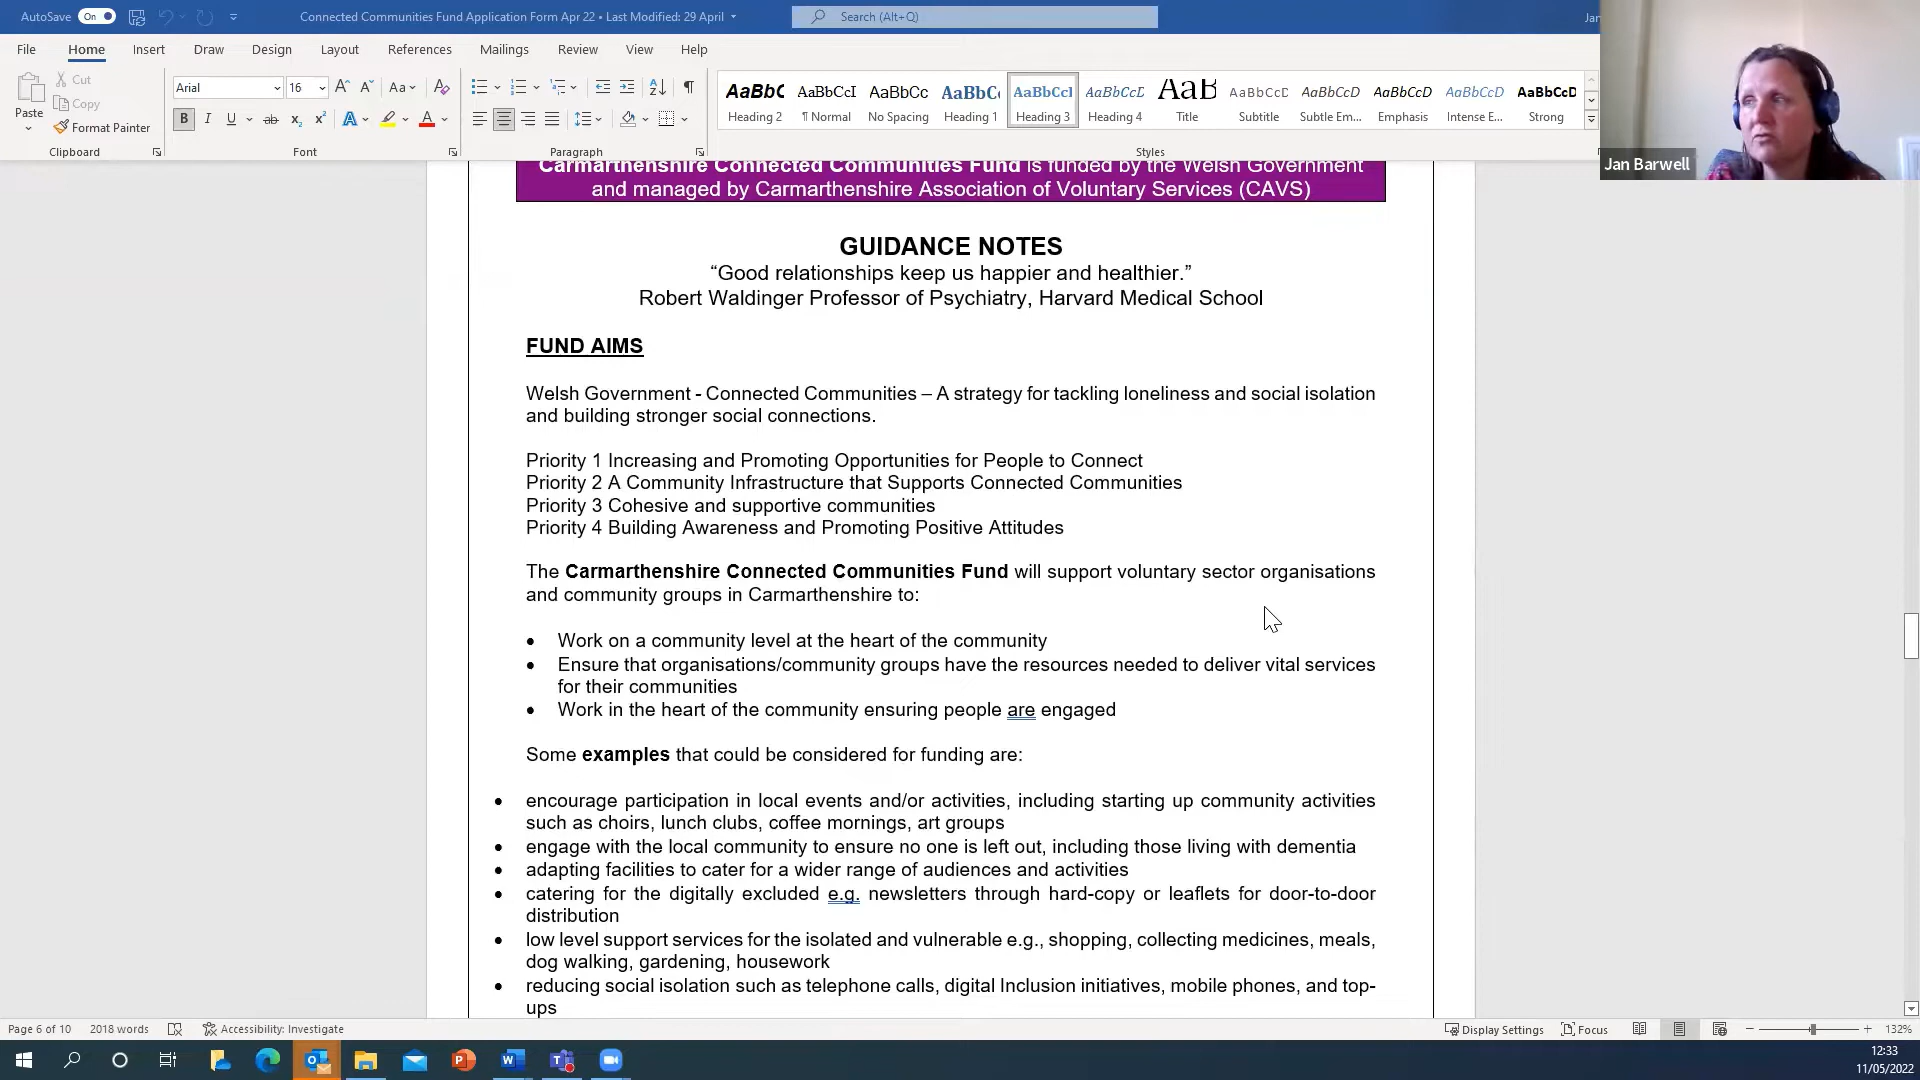 AutoSave On Connected Communities Fund Application Form Apr 22 • Last Modified: 29 April Search (Alt+Q) Jan
File Home Insert Draw Design Layout References Mailings Review View Help
Paste Cut Copy Format Painter
Arial 16
AaBbC Heading 2 AaBbCcI ¶ Normal AaBbCc No Spacing AaBbC Heading 1 AaBbCcI Heading 3 AaBbCcD Heading 4 AaB Title AaBbCcD Subtitle AaBbCcD Subtle Em... AaBbCcD Emphasis AaBbCcD Intense E... AaBbCcD Strong
Clipboard Font Paragraph Styles
Jan Barwell
Carmarthenshire Connected Communities Fund is funded by the Welsh Government
and managed by Carmarthenshire Association of Voluntary Services (CAVS)
GUIDANCE NOTES
“Good relationships keep us happier and healthier.”
Robert Waldinger Professor of Psychiatry, Harvard Medical School
FUND AIMS
Welsh Government - Connected Communities – A strategy for tackling loneliness and social isolation
and building stronger social connections.
Priority 1 Increasing and Promoting Opportunities for People to Connect
Priority 2 A Community Infrastructure that Supports Connected Communities
Priority 3 Cohesive and supportive communities
Priority 4 Building Awareness and Promoting Positive Attitudes
The Carmarthenshire Connected Communities Fund will support voluntary sector organisations
and community groups in Carmarthenshire to:
• Work on a community level at the heart of the community
• Ensure that organisations/community groups have the resources needed to deliver vital services
for their communities
• Work in the heart of the community ensuring people are engaged
Some examples that could be considered for funding are:
• encourage participation in local events and/or activities, including starting up community activities
such as choirs, lunch clubs, coffee mornings, art groups
• engage with the local community to ensure no one is left out, including those living with dementia
• adapting facilities to cater for a wider range of audiences and activities
• catering for the digitally excluded e.g. newsletters through hard-copy or leaflets for door-to-door
distribution
• low level support services for the isolated and vulnerable e.g., shopping, collecting medicines, meals,
dog walking, gardening, housework
• reducing social isolation such as telephone calls, digital Inclusion initiatives, mobile phones, and top-
ups
Page 6 of 10 2018 words Accessibility: Investigate Display Settings Focus 132%
12:33
11/05/2022